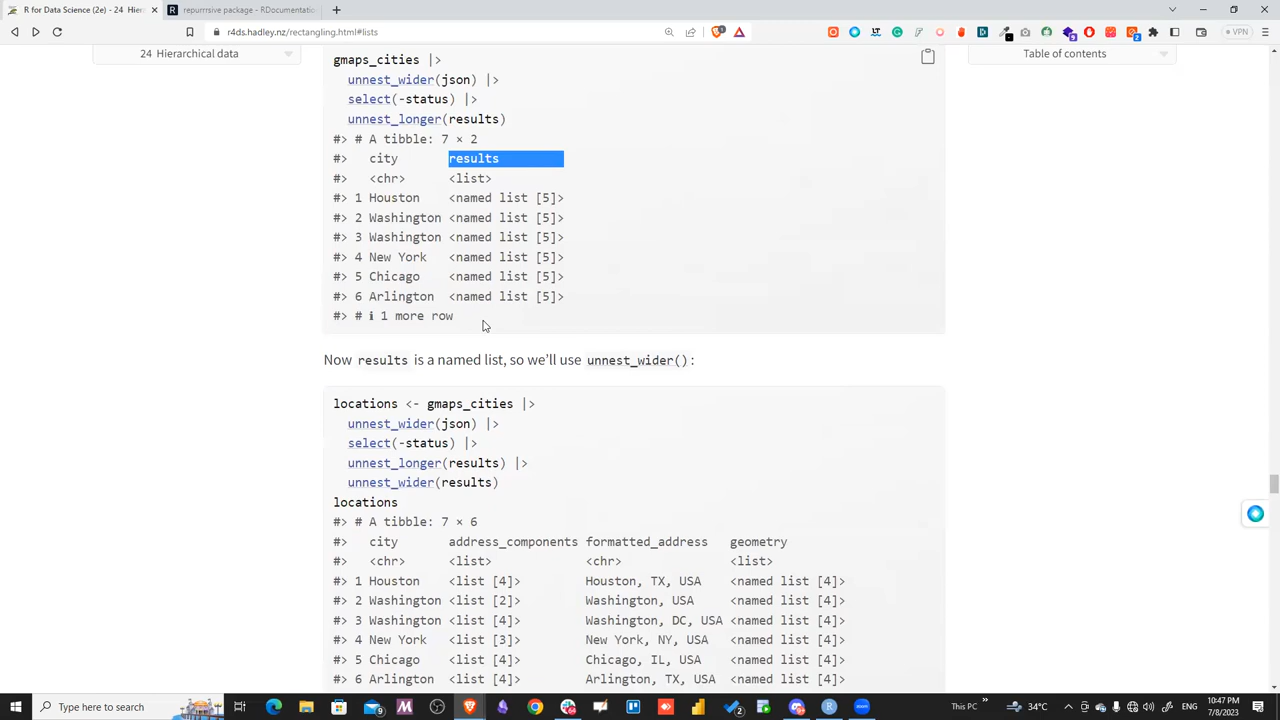 R for Data Science (2e) - 24 Hierarc
repurrrsive package - RDocumentation
r4ds.hadley.nz/rectangling.html#lists
VPN
24 Hierarchical data
Table of contents
gmaps_cities |>
unnest_wider(json) |>
select(-status) |>
unnest_longer(results)
#> # A tibble: 7 × 2
#> city results
#> <chr> <list>
#> 1 Houston <named list [5]>
#> 2 Washington <named list [5]>
#> 3 Washington <named list [5]>
#> 4 New York <named list [5]>
#> 5 Chicago <named list [5]>
#> 6 Arlington <named list [5]>
#> # ℹ 1 more row
Now results is a named list, so we'll use unnest_wider():
locations <- gmaps_cities |>
unnest_wider(json) |>
select(-status) |>
unnest_longer(results) |>
unnest_wider(results)
locations
#> # A tibble: 7 × 6
#> city address_components formatted_address geometry
#> <chr> <list> <chr> <list>
#> 1 Houston <list [4]> Houston, TX, USA <named list [4]>
#> 2 Washington <list [2]> Washington, USA <named list [4]>
#> 3 Washington <list [4]> Washington, DC, USA <named list [4]>
#> 4 New York <list [3]> New York, NY, USA <named list [4]>
#> 5 Chicago <list [4]> Chicago, IL, USA <named list [4]>
#> 6 Arlington <list [4]> Arlington, TX, USA <named list [4]>
Type here to search
This PC
34°C
10:47 PM
7/8/2023